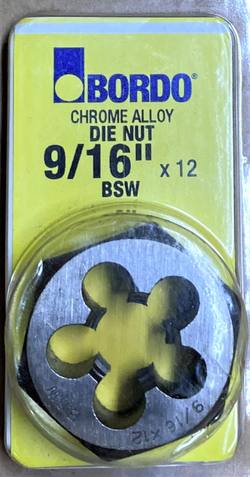 BORDO®
CHROME ALLOY
DIE NUT
9/16" x 12
BSW
9/16 x 12